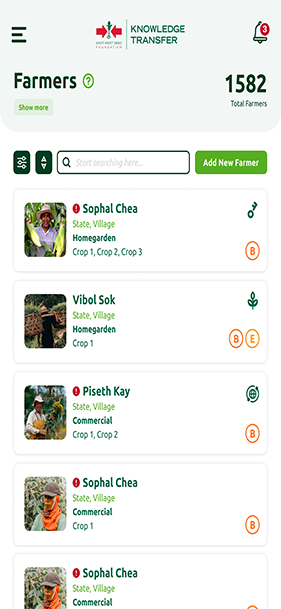 EAST-WEST SEED
FOUNDATION
KNOWLEDGE
TRANSFER
3
Farmers ?
1582
Show more
Total Farmers
Start searching here...
Add New Farmer
Sophal Chea
State, Village
Homegarden
Crop 1, Crop 2, Crop 3
B
Vibol Sok
State, Village
Homegarden
Crop 1
B E
Piseth Kay
State, Village
Commercial
Crop 1, Crop 2
B
Sophal Chea
State, Village
Commercial
Crop 1
B
Sophal Chea
State, Village
Commercial
B